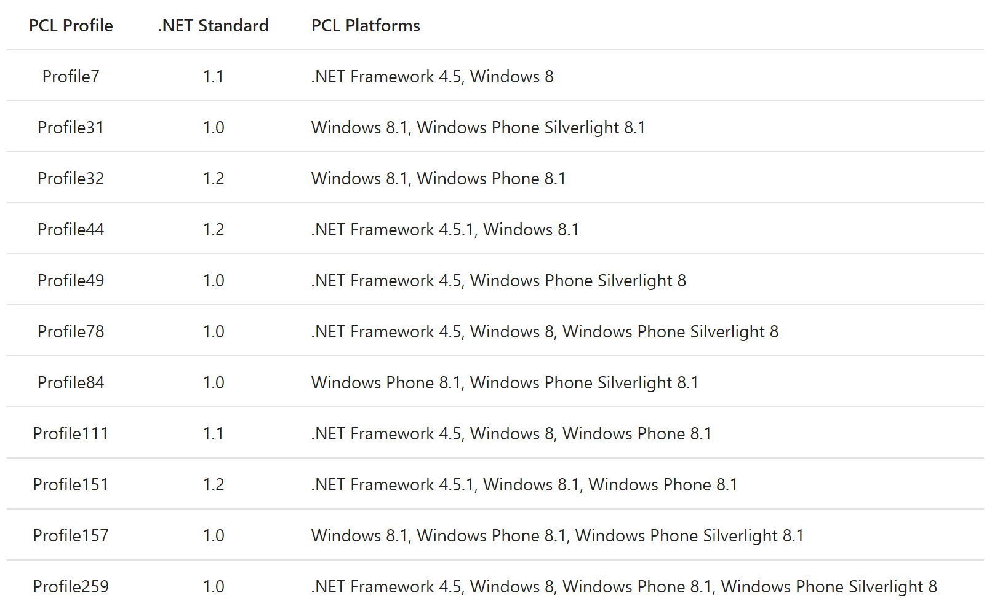 PCL Profile .NET Standard PCL Platforms
Profile7 1.1 .NET Framework 4.5, Windows 8
Profile31 1.0 Windows 8.1, Windows Phone Silverlight 8.1
Profile32 1.2 Windows 8.1, Windows Phone 8.1
Profile44 1.2 .NET Framework 4.5.1, Windows 8.1
Profile49 1.0 .NET Framework 4.5, Windows Phone Silverlight 8
Profile78 1.0 .NET Framework 4.5, Windows 8, Windows Phone Silverlight 8
Profile84 1.0 Windows Phone 8.1, Windows Phone Silverlight 8.1
Profile111 1.1 .NET Framework 4.5, Windows 8, Windows Phone 8.1
Profile151 1.2 .NET Framework 4.5.1, Windows 8.1, Windows Phone 8.1
Profile157 1.0 Windows 8.1, Windows Phone 8.1, Windows Phone Silverlight 8.1
Profile259 1.0 .NET Framework 4.5, Windows 8, Windows Phone 8.1, Windows Phone Silverlight 8